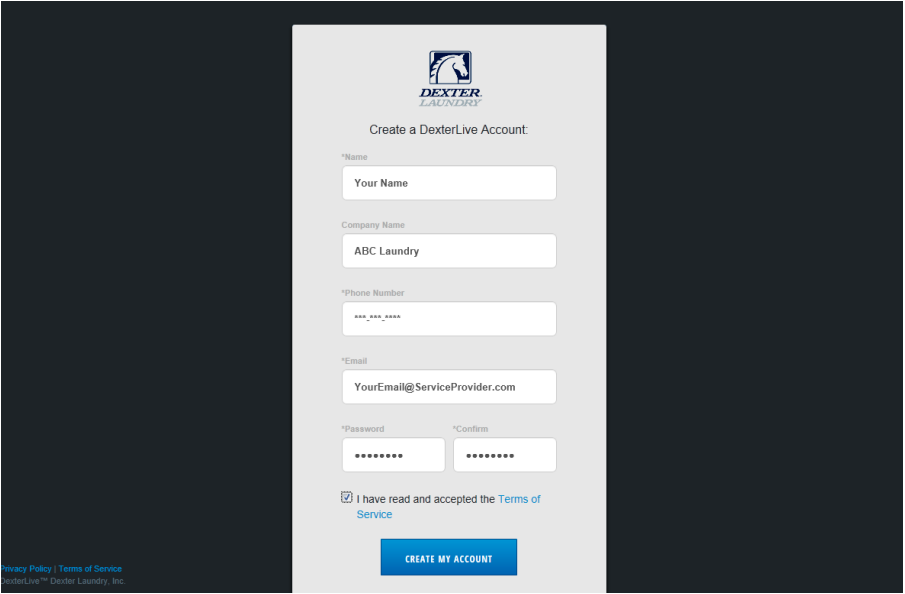 DEXTER
LAUNDRY
Create a DexterLive Account:
*Name
Your Name
Company Name
ABC Laundry
*Phone Number
***-***-****
*Email
YourEmail@ServiceProvider.com
*Password *Confirm
•••••••• ••••••••
I have read and accepted the Terms of
Service
CREATE MY ACCOUNT
Privacy Policy | Terms of Service
DexterLive™ Dexter Laundry, Inc.